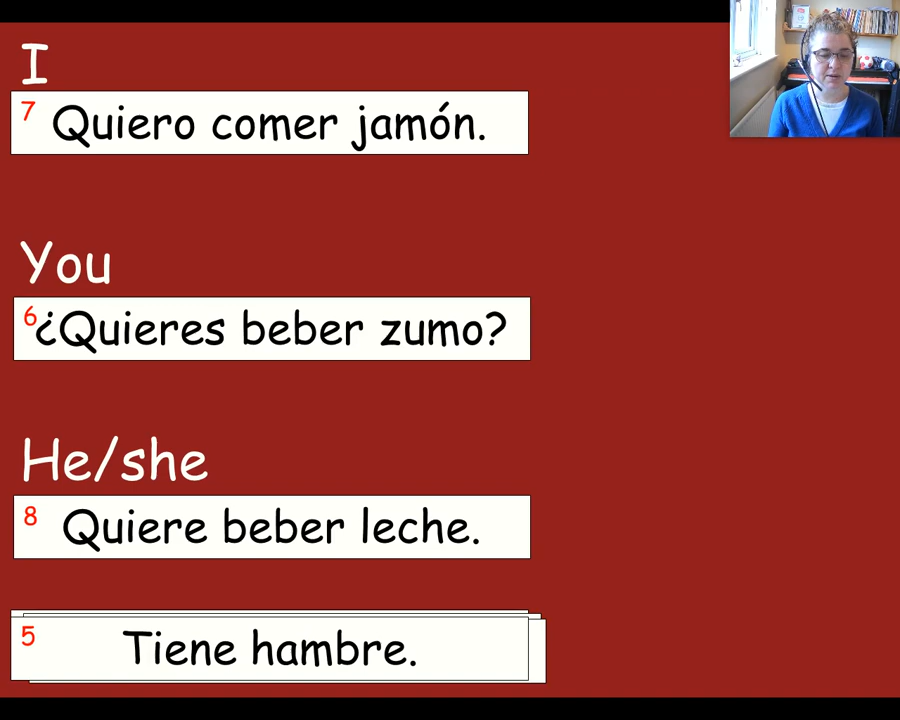 I
7 Quiero comer jamón.
You
6 ¿Quieres beber zumo?
He/she
8 Quiere beber leche.
5 Tiene hambre.